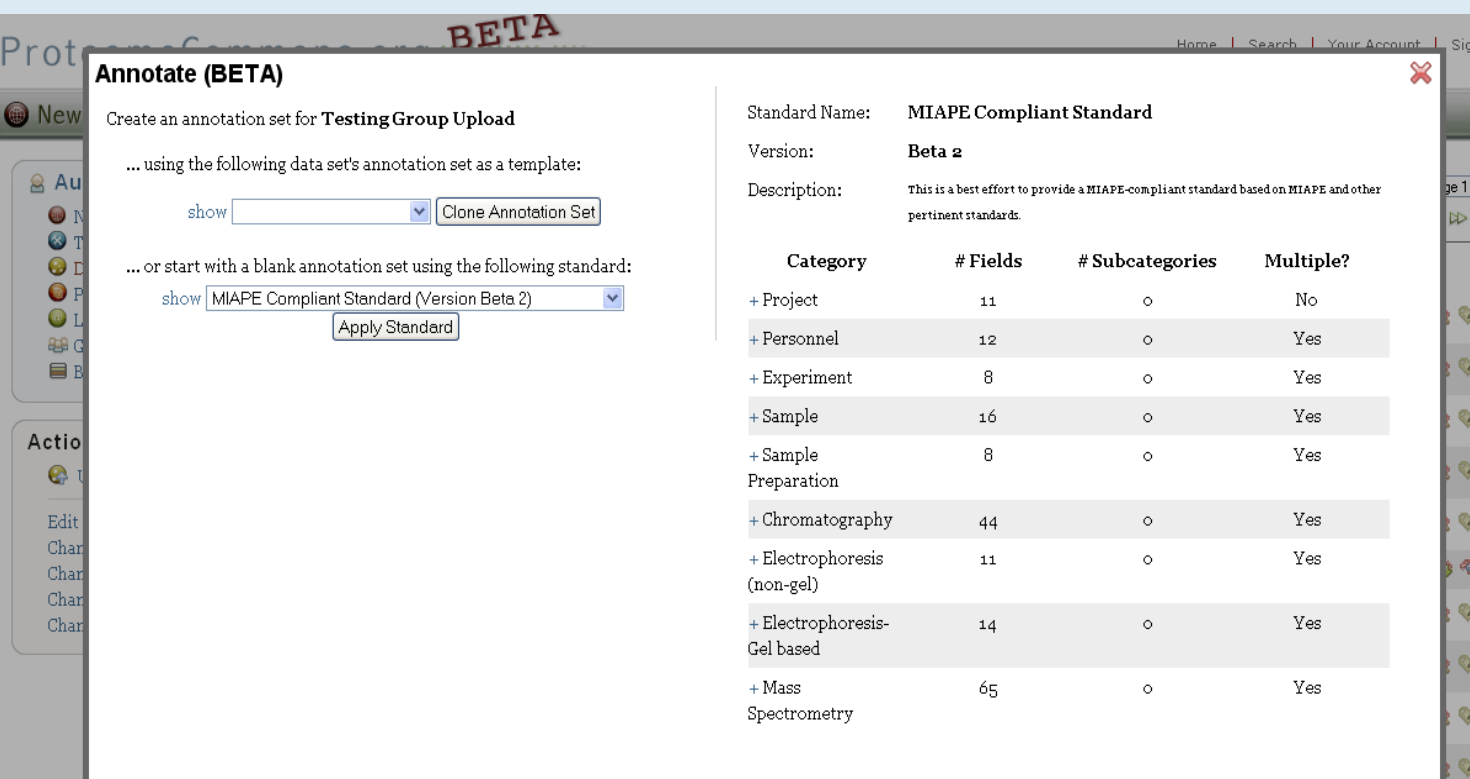 BETA
Home | Search | Your Account |
Annotate (BETA)
New
Create an annotation set for Testing Group Upload
... using the following data set's annotation set as a template:
show Clone Annotation Set
... or start with a blank annotation set using the following standard:
show MIAPE Compliant Standard (Version Beta 2)
Apply Standard
Standard Name: MIAPE Compliant Standard
Version: Beta 2
Description: This is a best effort to provide a MIAPE-compliant standard based on MIAPE and other
pertinent standards.
Category # Fields # Subcategories Multiple?
+ Project 11 0 No
+ Personnel 12 0 Yes
+ Experiment 8 0 Yes
+ Sample 16 0 Yes
+ Sample 8 0 Yes
Preparation
+ Chromatography 44 0 Yes
+ Electrophoresis 11 0 Yes
(non-gel)
+ Electrophoresis- 14 0 Yes
Gel based
+ Mass 65 0 Yes
Spectrometry
Edit